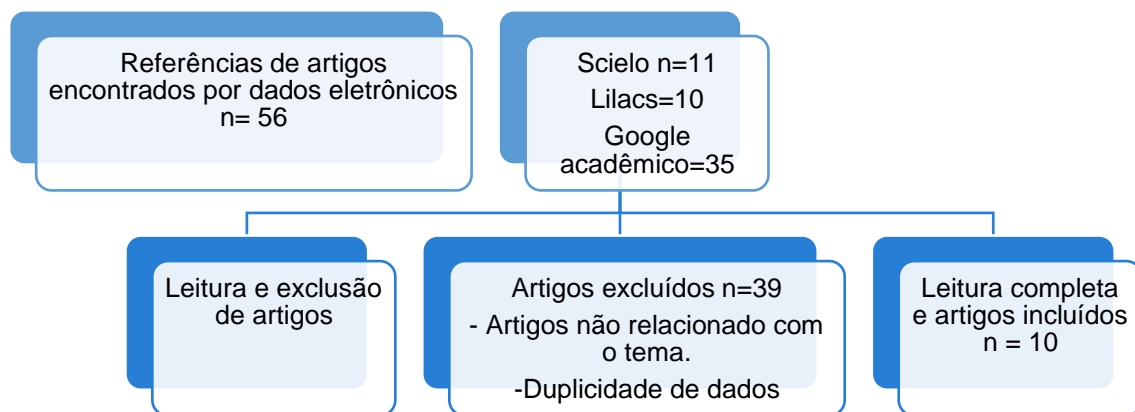 Referências de artigos
encontrados por dados eletrônicos
n= 56
Scielo n=11
Lilacs=10
Google
acadêmico=35
Leitura e exclusão
de artigos
Artigos excluídos n=39
- Artigos não relacionado com
o tema.
-Duplicidade de dados
Leitura completa
e artigos incluídos
n = 10